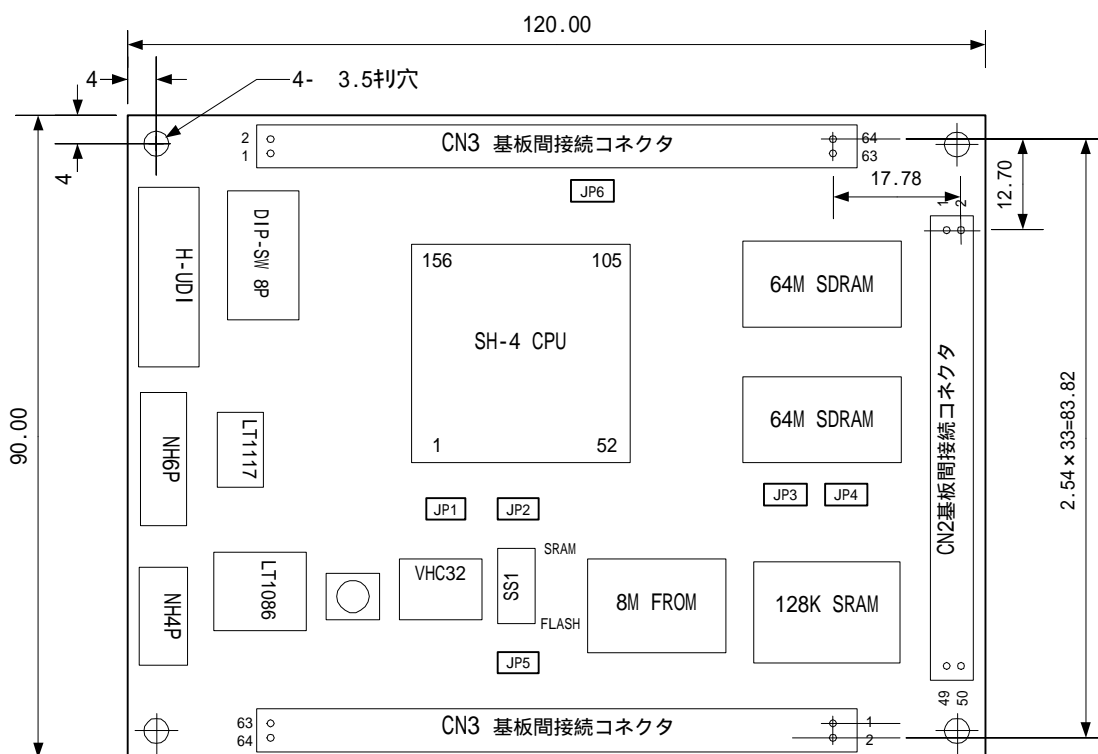 120.00
4
4-　3.5ｷﾘ穴
4
2
1
CN3 基板間接続コネクタ
64
63
JP6
17.78
12.70
1
2
H-UDI
DIP-SW 8P
156
105
SH-4 CPU
1
52
64M SDRAM
64M SDRAM
CN2基板間接続コネクタ
90.00
2.54×33=83.82
NH6P
LT1117
JP1
JP2
JP3
JP4
NH4P
LT1086
VHC32
SS1
SRAM
FLASH
8M FROM
128K SRAM
JP5
49
50
63
64
CN3 基板間接続コネクタ
1
2